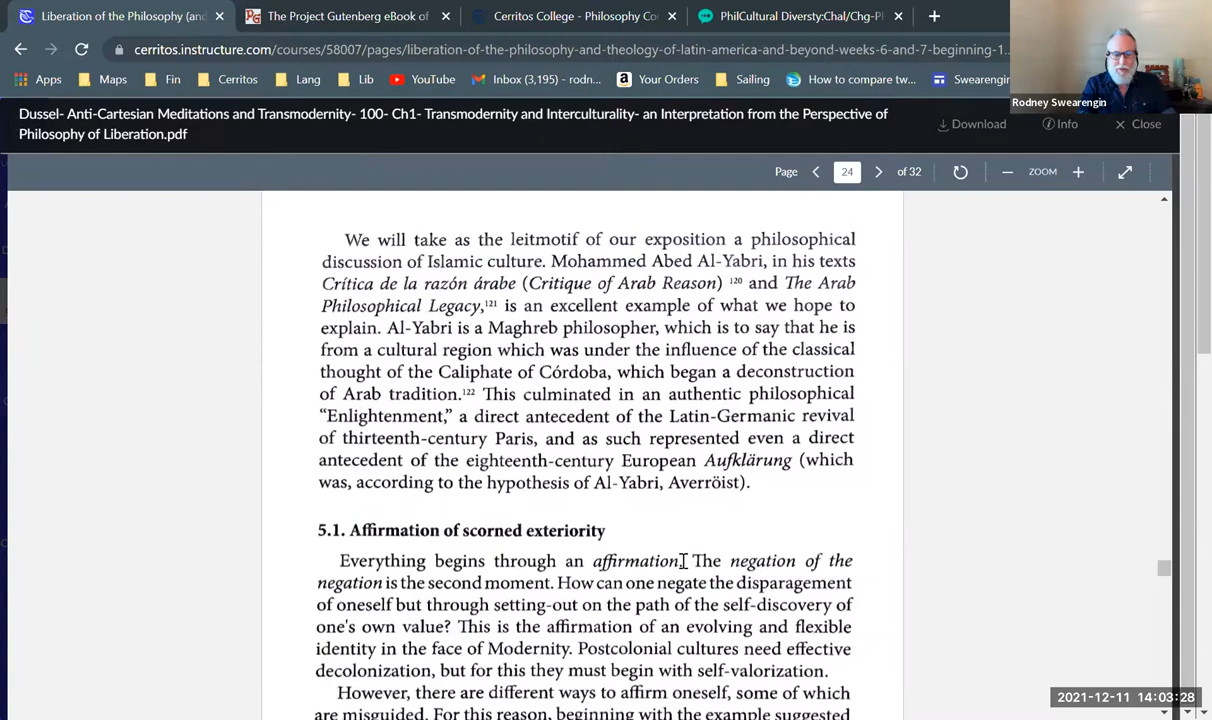 Liberation of the Philosophy (and
The Project Gutenberg eBook of
Cerritos College - Philosophy Co
PhilCultural Diversty:Chal/Chg-P
cerritos.instructure.com/courses/58007/pages/liberation-of-the-philosophy-and-theology-of-latin-america-and-beyond-weeks-6-and-7-beginning-1...
Apps Maps Fin Cerritos Lang Lib YouTube Inbox (3,195) - rodn... Your Orders Sailing How to compare tw... Swearengin
Rodney Swearengin
Dussel- Anti-Cartesian Meditations and Transmodernity- 100- Ch1- Transmodernity and Interculturality- an Interpretation from the Perspective of
Philosophy of Liberation.pdf
Download Info Close
Page 24 of 32 ZOOM
We will take as the leitmotif of our exposition a philosophical
discussion of Islamic culture. Mohammed Abed Al-Yabri, in his texts
Crítica de la razón árabe (Critique of Arab Reason) 120 and The Arab
Philosophical Legacy,121 is an excellent example of what we hope to
explain. Al-Yabri is a Maghreb philosopher, which is to say that he is
from a cultural region which was under the influence of the classical
thought of the Caliphate of Córdoba, which began a deconstruction
of Arab tradition.122 This culminated in an authentic philosophical
“Enlightenment,” a direct antecedent of the Latin-Germanic revival
of thirteenth-century Paris, and as such represented even a direct
antecedent of the eighteenth-century European Aufklärung (which
was, according to the hypothesis of Al-Yabri, Averröist).
5.1. Affirmation of scorned exteriority
Everything begins through an affirmation. The negation of the
negation is the second moment. How can one negate the disparagement
of oneself but through setting-out on the path of the self-discovery of
one's own value? This is the affirmation of an evolving and flexible
identity in the face of Modernity. Postcolonial cultures need effective
decolonization, but for this they must begin with self-valorization.
However, there are different ways to affirm oneself, some of which
are misguided. For this reason, beginning with the example suggested
2021-12-11 14:03:28